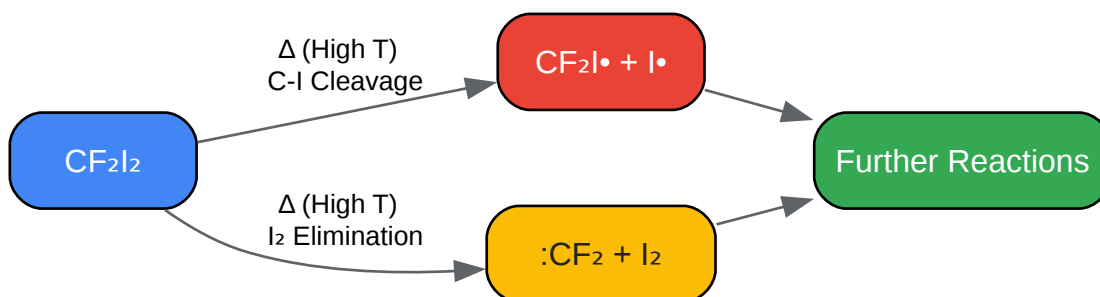 CF₂I₂
Δ (High T)
C-I Cleavage
CF₂I• + I•
Δ (High T)
I₂ Elimination
:CF₂ + I₂
Further Reactions